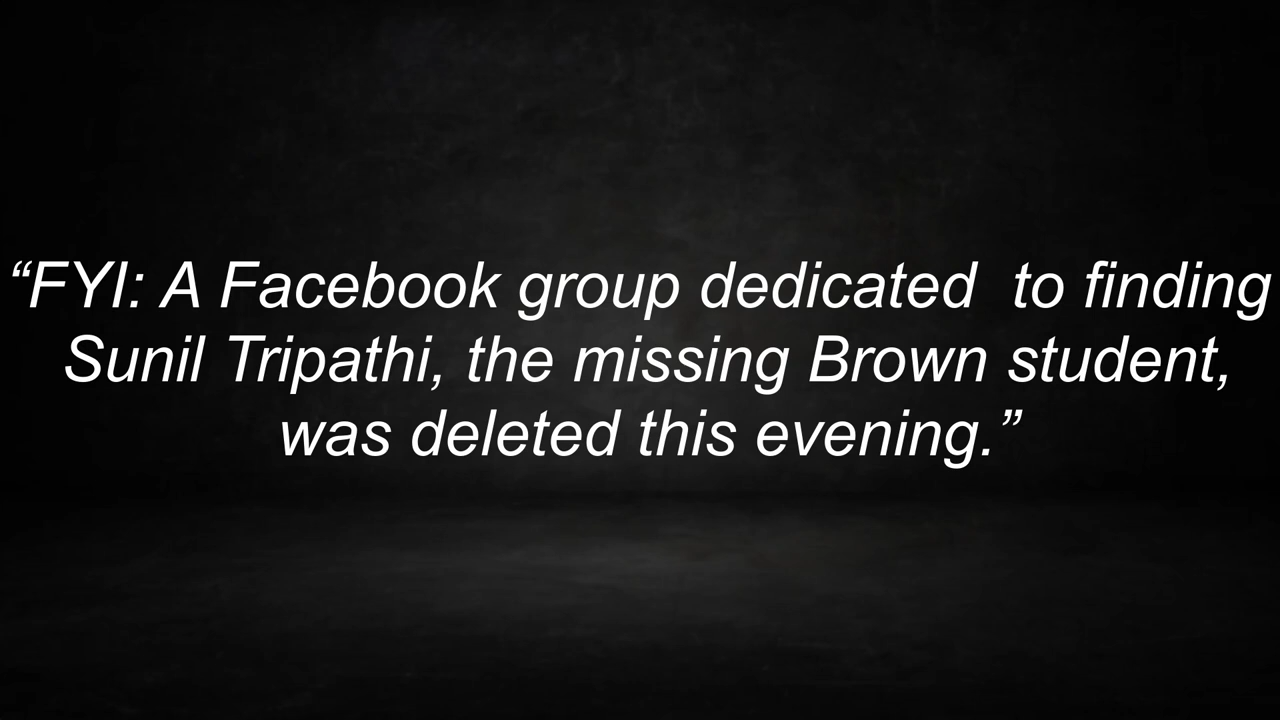 “FYI: A Facebook group dedicated  to finding
Sunil Tripathi, the missing Brown student,
was deleted this evening.”